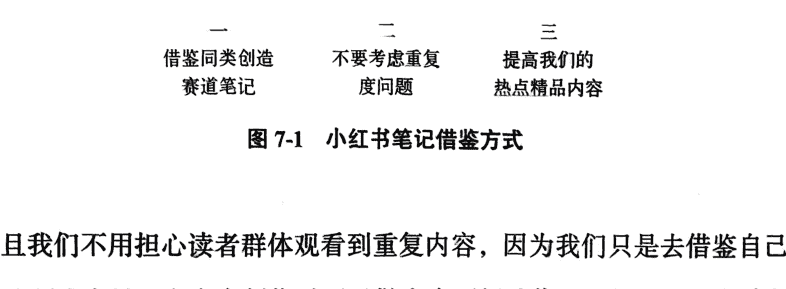 一 二 三
借鉴同类创造 不要考虑重复 提高我们的
赛道笔记 度问题 热点精品内容
图 7-1 小红书笔记借鉴方式
且我们不用担心读者群体观看到重复内容，因为我们只是去借鉴自己